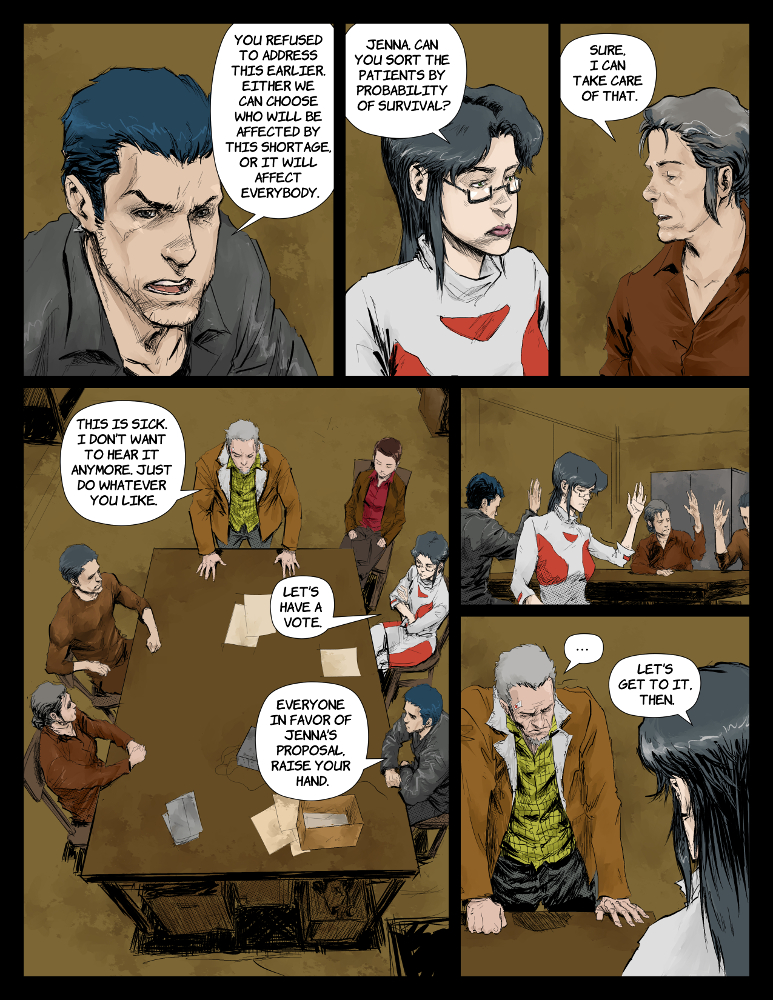 YOU REFUSED
TO ADDRESS
THIS EARLIER.
EITHER WE
CAN CHOOSE
WHO WILL BE
AFFECTED BY
THIS SHORTAGE,
OR IT WILL
AFFECT
EVERYBODY.
JENNA. CAN
YOU SORT THE
PATIENTS BY
PROBABILITY
OF SURVIVAL?
SURE,
I CAN
TAKE CARE
OF THAT.
THIS IS SICK.
I DON'T WANT
TO HEAR IT
ANYMORE. JUST
DO WHATEVER
YOU LIKE.
LET'S
HAVE A
VOTE.
EVERYONE
IN FAVOR OF
JENNA'S
PROPOSAL,
RAISE YOUR
HAND.
...
LET'S
GET TO IT,
THEN.